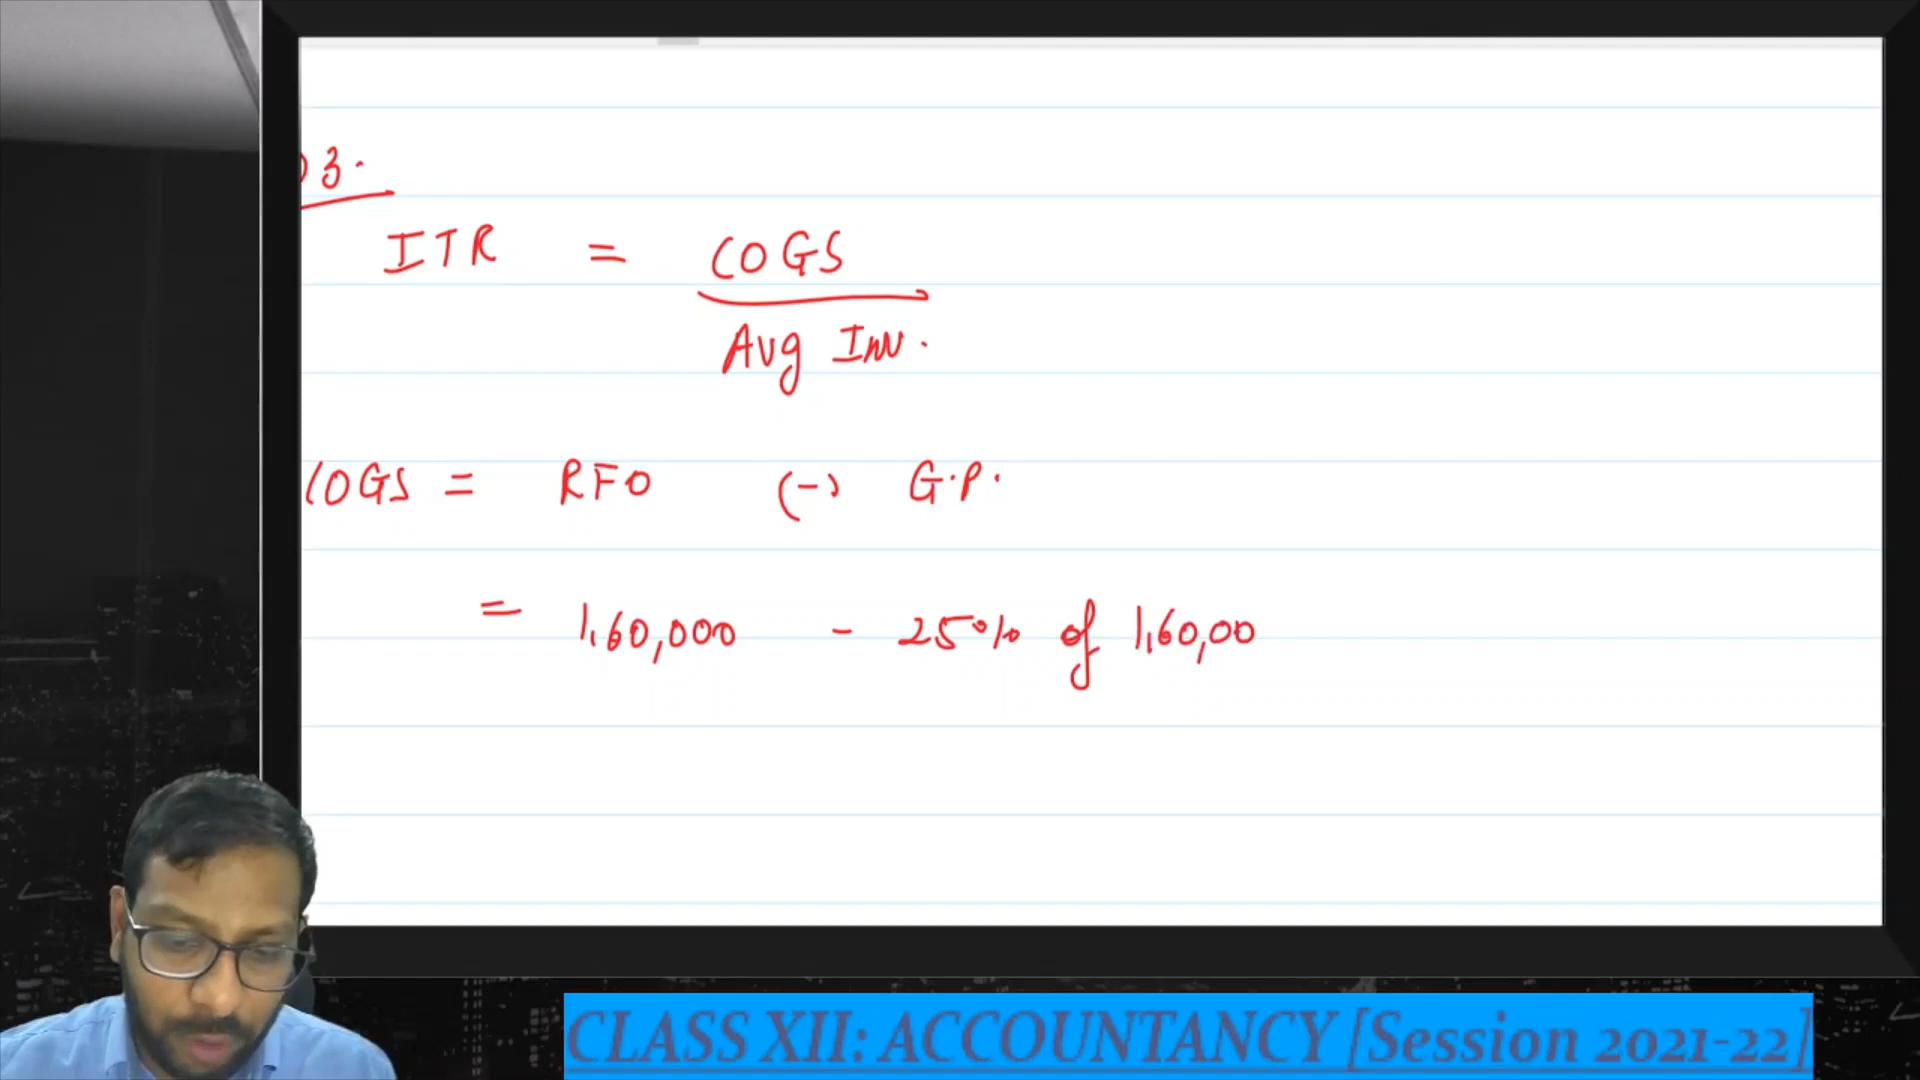 03.
ITR = COGS
Avg Inv.
COGS = RFO (-) G.P.
= 1,60,000 - 25% of 1,60,00
CLASS XII: ACCOUNTANCY [Session 2021-22]